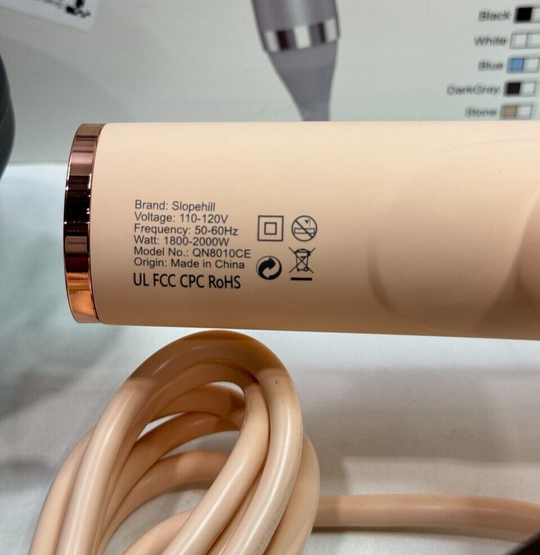 Black
White
Blue
DarkGray
Stone
Brand: Slopehill
Voltage: 110-120V
Frequency: 50-60Hz
Watt: 1800-2000W
Model No.: QN8010CE
Origin: Made in China
UL FCC CPC RoHS